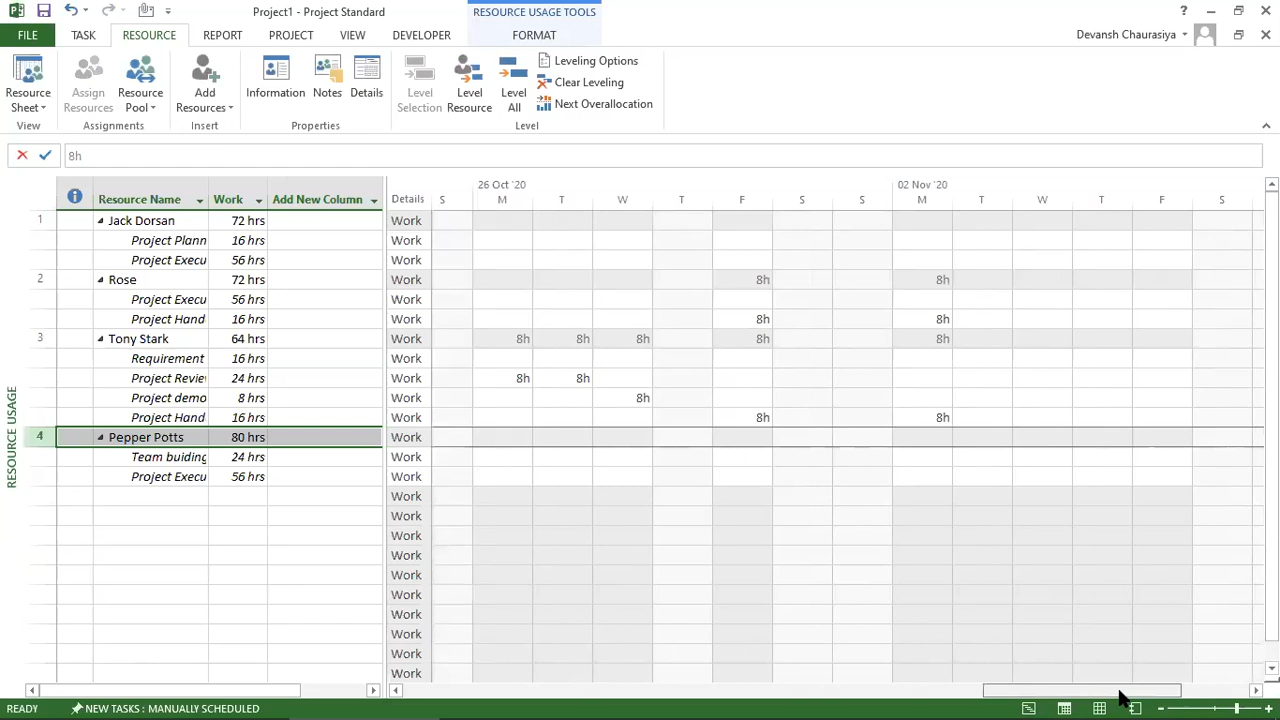 Project1 - Project Standard
RESOURCE USAGE TOOLS
?
FILE TASK RESOURCE REPORT PROJECT VIEW DEVELOPER FORMAT Devansh Chaurasiya
Resource Sheet
Assign Resources
Resource Pool
Add Resources
Information
Notes
Details
Level Selection
Level Resource
Level All
Leveling Options
Clear Leveling
Next Overallocation
View Assignments Insert Properties Level
8h
26 Oct '20 02 Nov '20
Resource Name Work Add New Column Details S M T W T F S S M T W T F S
1 Jack Dorsan 72 hrs Work
Project Plann 16 hrs Work
Project Execu 56 hrs Work
2 Rose 72 hrs Work 8h 8h
Project Execu 56 hrs Work
Project Hand 16 hrs Work 8h 8h
3 Tony Stark 64 hrs Work 8h 8h 8h 8h 8h
Requirement 16 hrs Work
Project Revie 24 hrs Work 8h 8h
Project demo 8 hrs Work 8h
Project Hand 16 hrs Work 8h 8h
4 Pepper Potts 80 hrs Work
Team buiding 24 hrs Work
Project Execu 56 hrs Work
Work
Work
Work
Work
Work
Work
Work
Work
Work
Work
RESOURCE USAGE
READY NEW TASKS : MANUALLY SCHEDULED